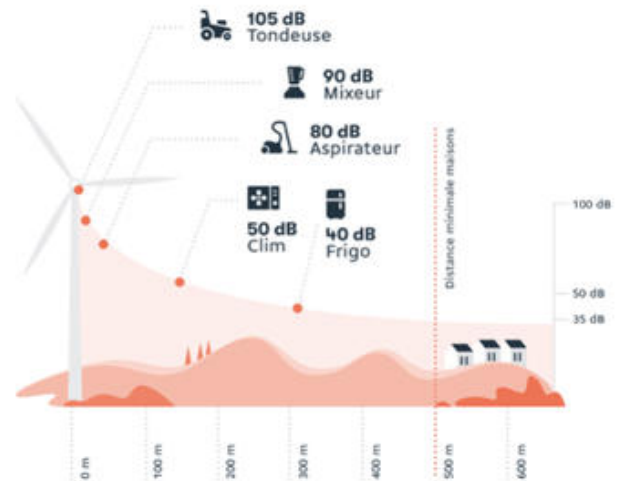 105 dB
Tondeuse
90 dB
Mixeur
80 dB
Aspirateur
50 dB
Clim
40 dB
Frigo
Distance minimale maisons
100 dB
50 dB
35 dB
0 m
100 m
200 m
300 m
400 m
500 m
600 m